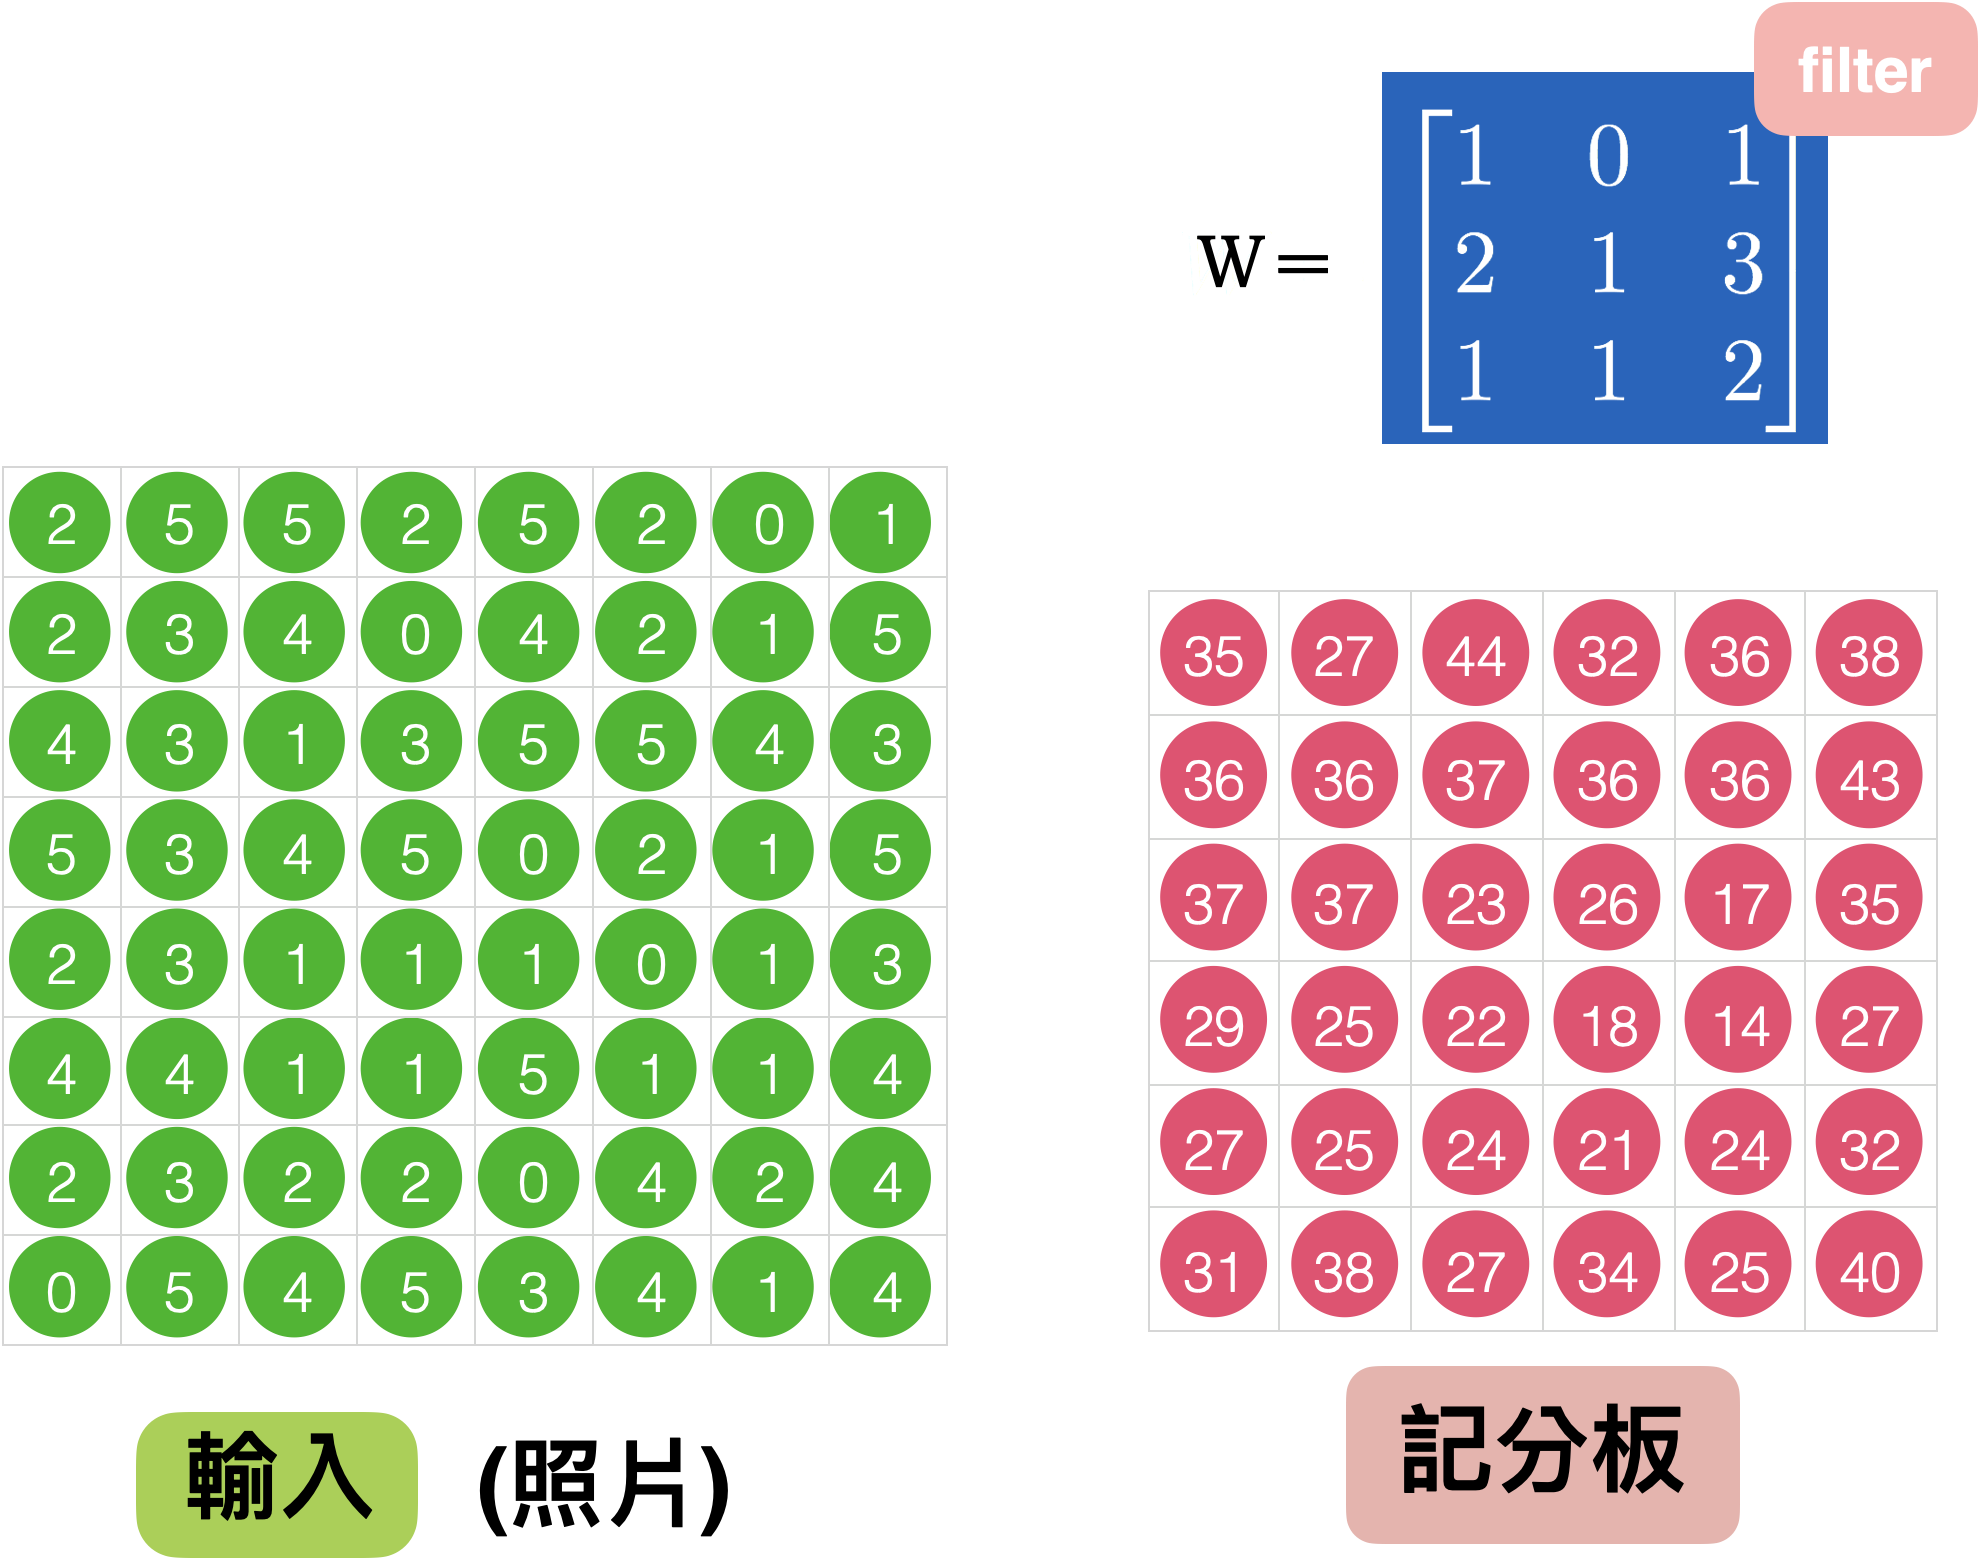 filter
W=
1 0 1
2 1 3
1 1 2
2 5 5 2 5 2 0 1
2 3 4 0 4 2 1 5
4 3 1 3 5 5 4 3
5 3 4 5 0 2 1 5
2 3 1 1 1 0 1 3
4 4 1 1 5 1 1 4
2 3 2 2 0 4 2 4
0 5 4 5 3 4 1 4
輸入 (照片)
35 27 44 32 36 38
36 36 37 36 36 43
37 37 23 26 17 35
29 25 22 18 14 27
27 25 24 21 24 32
31 38 27 34 25 40
記分板